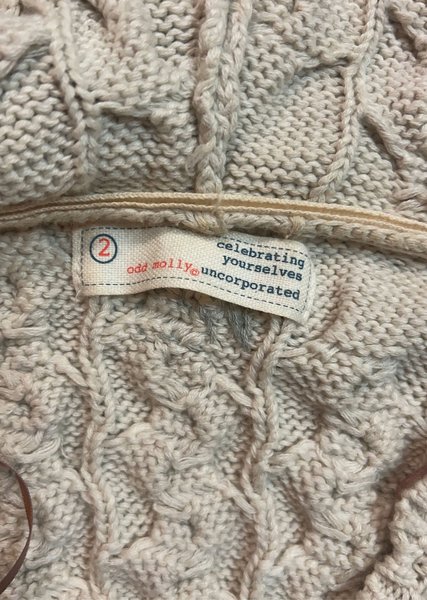 2
odd molly©
celebrating
yourselves
uncorporated